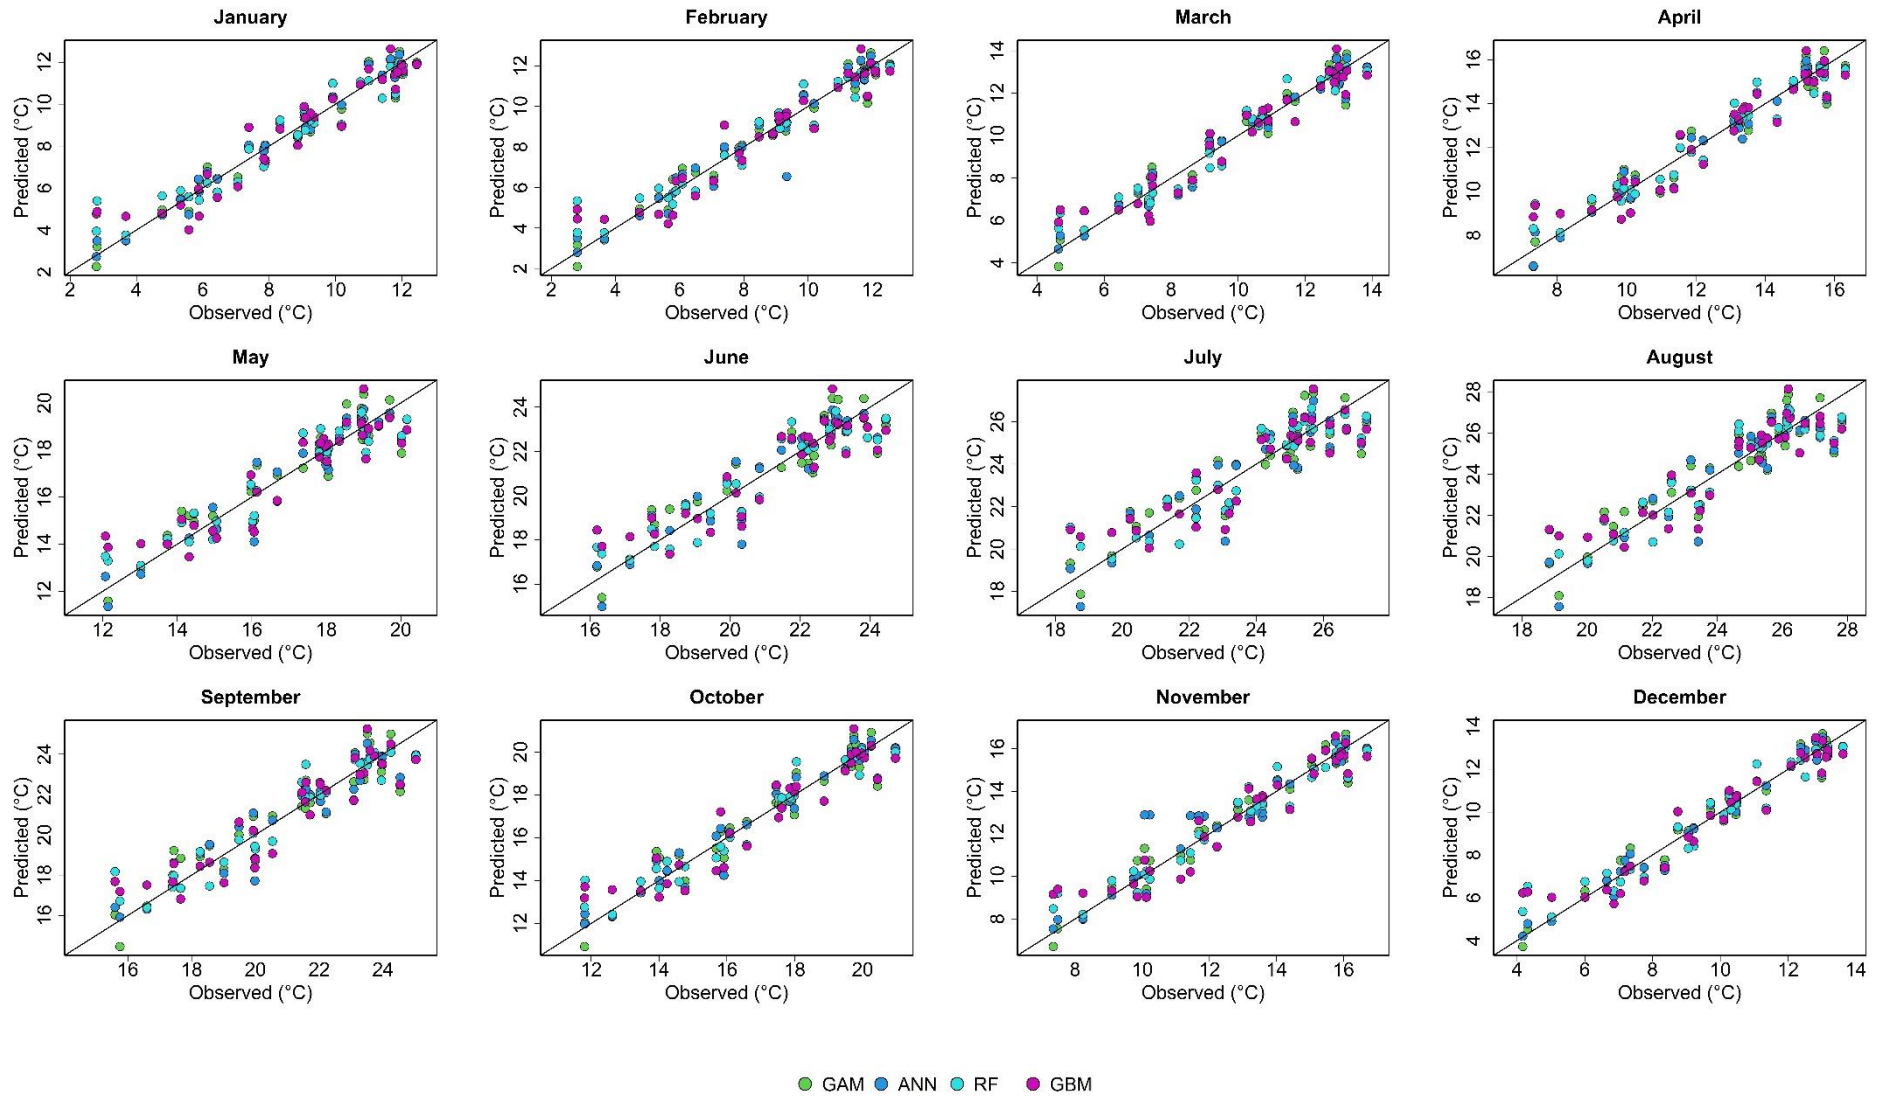 January February March April
Predicted (°C) 2 4 6 8 10 12
2 4 6 8 10 12
Observed (°C)
Predicted (°C) 2 4 6 8 10 12
2 4 6 8 10 12
Observed (°C)
Predicted (°C) 4 6 8 10 12 14
4 6 8 10 12 14
Observed (°C)
Predicted (°C) 8 10 12 14 16
8 10 12 14 16
Observed (°C)
May June July August
Predicted (°C) 12 14 16 18 20
12 14 16 18 20
Observed (°C)
Predicted (°C) 16 18 20 22 24
16 18 20 22 24
Observed (°C)
Predicted (°C) 18 20 22 24 26
18 20 22 24 26
Observed (°C)
Predicted (°C) 18 20 22 24 26 28
18 20 22 24 26 28
Observed (°C)
September October November December
Predicted (°C) 16 18 20 22 24
16 18 20 22 24
Observed (°C)
Predicted (°C) 12 14 16 18 20
12 14 16 18 20
Observed (°C)
Predicted (°C) 8 10 12 14 16
8 10 12 14 16
Observed (°C)
Predicted (°C) 4 6 8 10 12 14
4 6 8 10 12 14
Observed (°C)
GAM ANN RF GBM